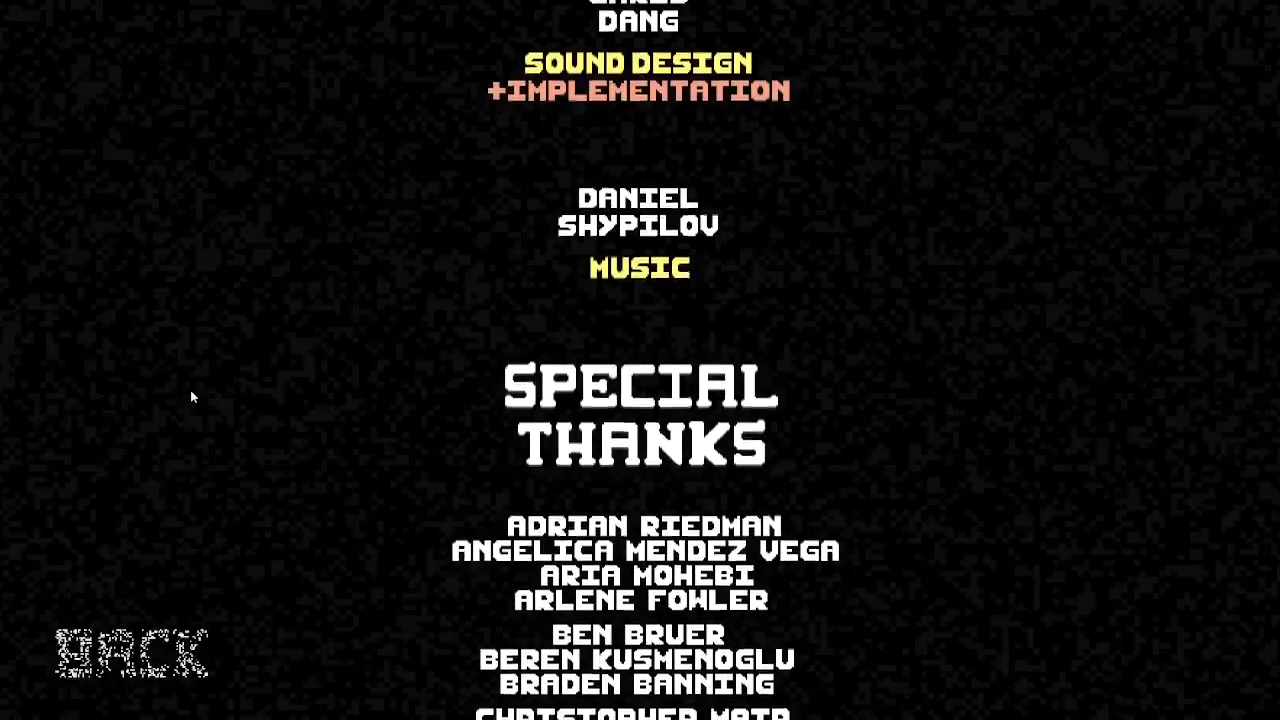 DANG
SOUND DESIGN
+IMPLEMENTATION
DANIEL
SHYPILOV
MUSIC
SPECIAL
THANKS
ADRIAN RIEDMAN
ANGELICA MENDEZ VEGA
ARIA MOHEBI
ARLENE FOWLER
BEN BRUER
BEREN KUSMENOGLU
BRADEN BANNING
CHRISTOPHER
BACK